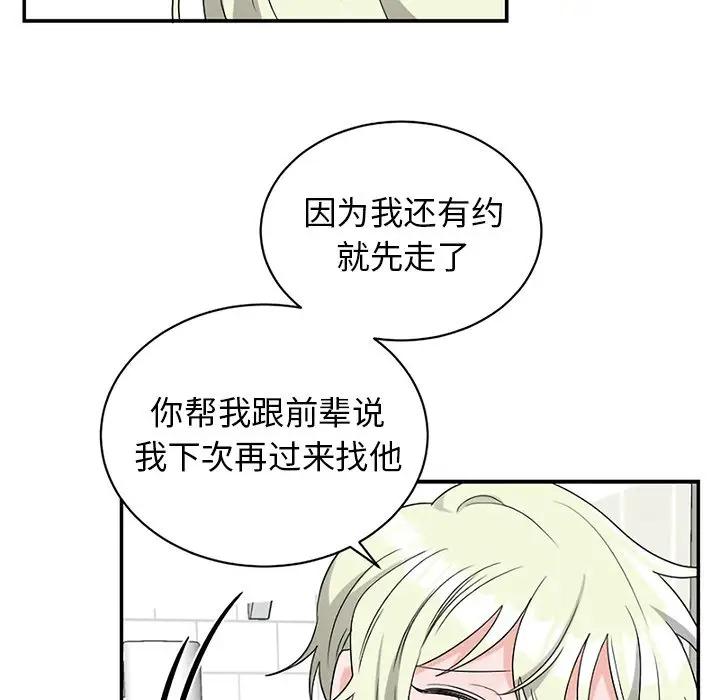 因为我还有约
就先走了
你帮我跟前辈说
我下次再过来找他